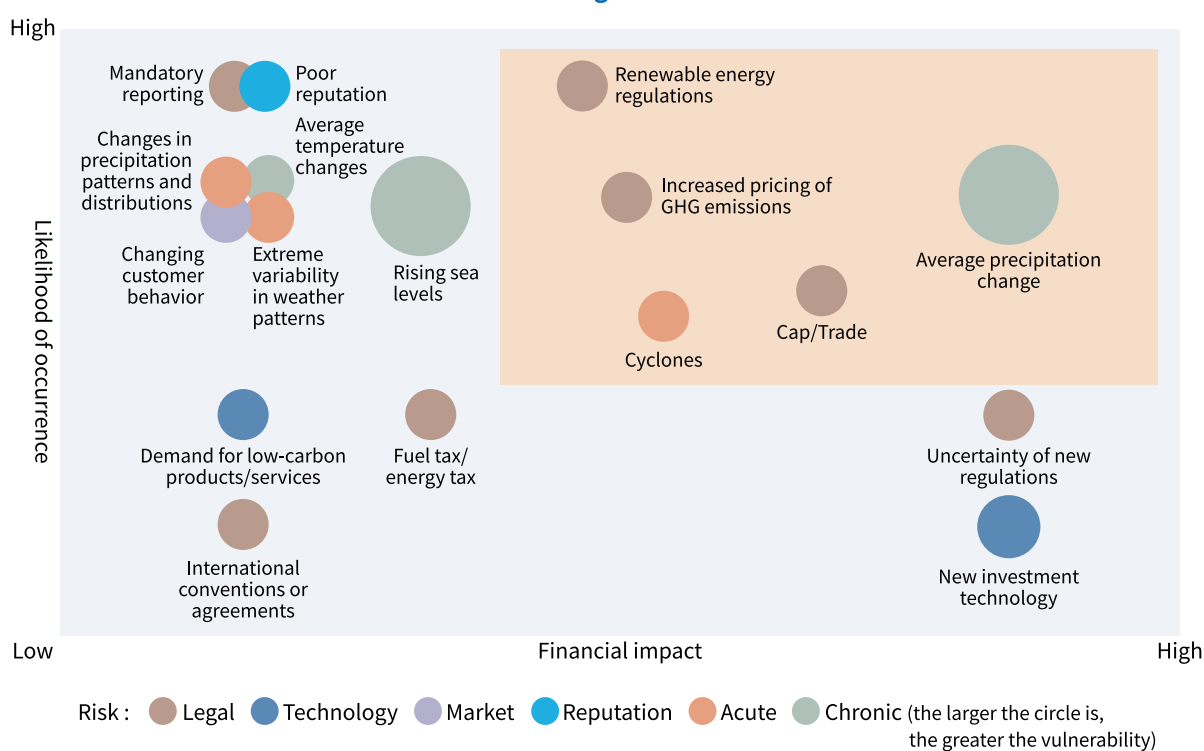 High
Mandatory
reporting
Poor
reputation
Renewable energy
regulations
Changes in
precipitation
patterns and
distributions
Average
temperature
changes
Increased pricing of
GHG emissions
Average precipitation
change
Changing
customer
behavior
Extreme
variability
in weather
patterns
Rising sea
levels
Cyclones
Cap/Trade
Likelihood of occurrence
Demand for low-carbon
products/services
Fuel tax/
energy tax
Uncertainty of new
regulations
International
conventions or
agreements
New investment
technology
Low
Financial impact
High
Risk : Legal Technology Market Reputation Acute Chronic (the larger the circle is,
the greater the vulnerability)